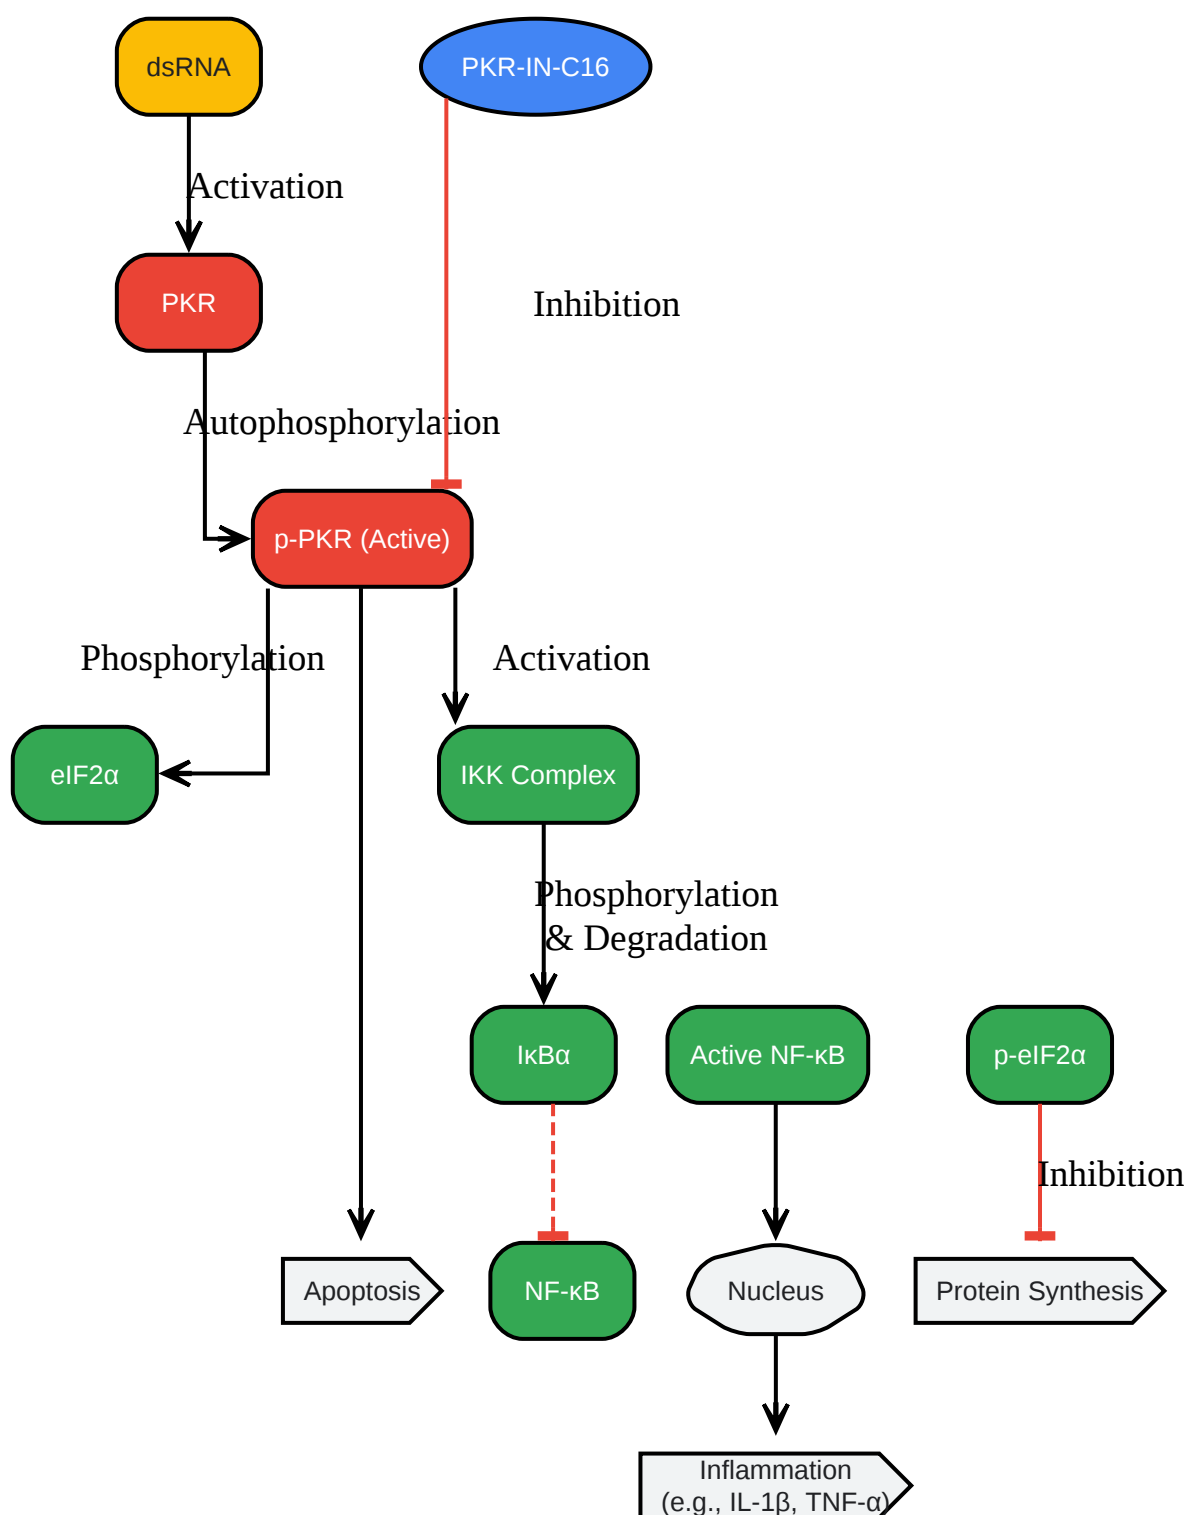 dsRNA
PKR-IN-C16
Activation
PKR
Inhibition
Autophosphorylation
p-PKR (Active)
Phosphorylation
Activation
eIF2α
IKK Complex
Phosphorylation
& Degradation
IκBα
Active NF-κB
p-eIF2α
Inhibition
Apoptosis
NF-κB
Nucleus
Protein Synthesis
Inflammation
(e.g., IL-1β, TNF-α)